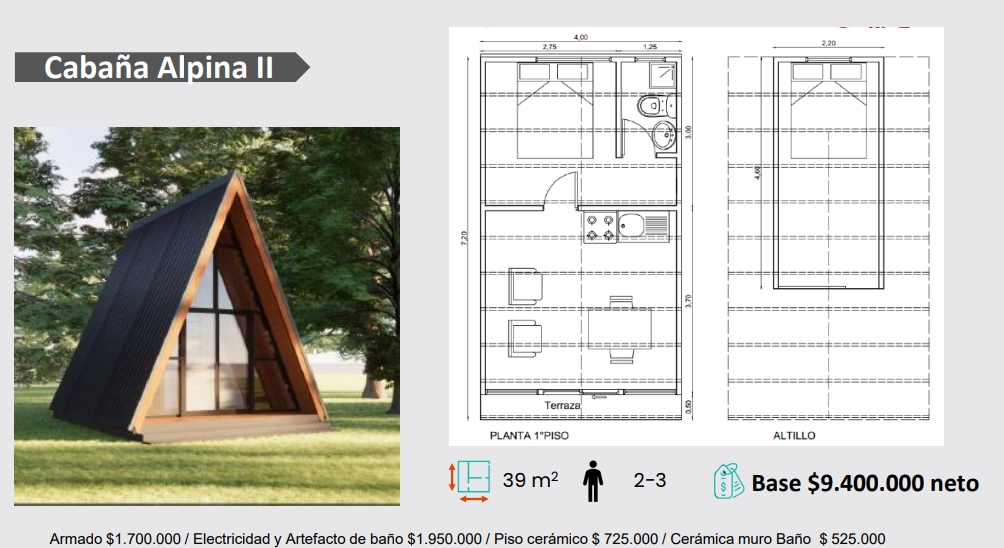 Cabaña Alpina II
4,00
2,75
1,25
2,20
3,00
4,60
7,20
3,70
0,50
Terraza
PLANTA 1°PISO
ALTILLO
39 m²
2-3
$
Base $9.400.000 neto
Armado $1.700.000 / Electricidad y Artefacto de baño $1.950.000 / Piso cerámico $ 725.000 / Cerámica muro Baño $ 525.000